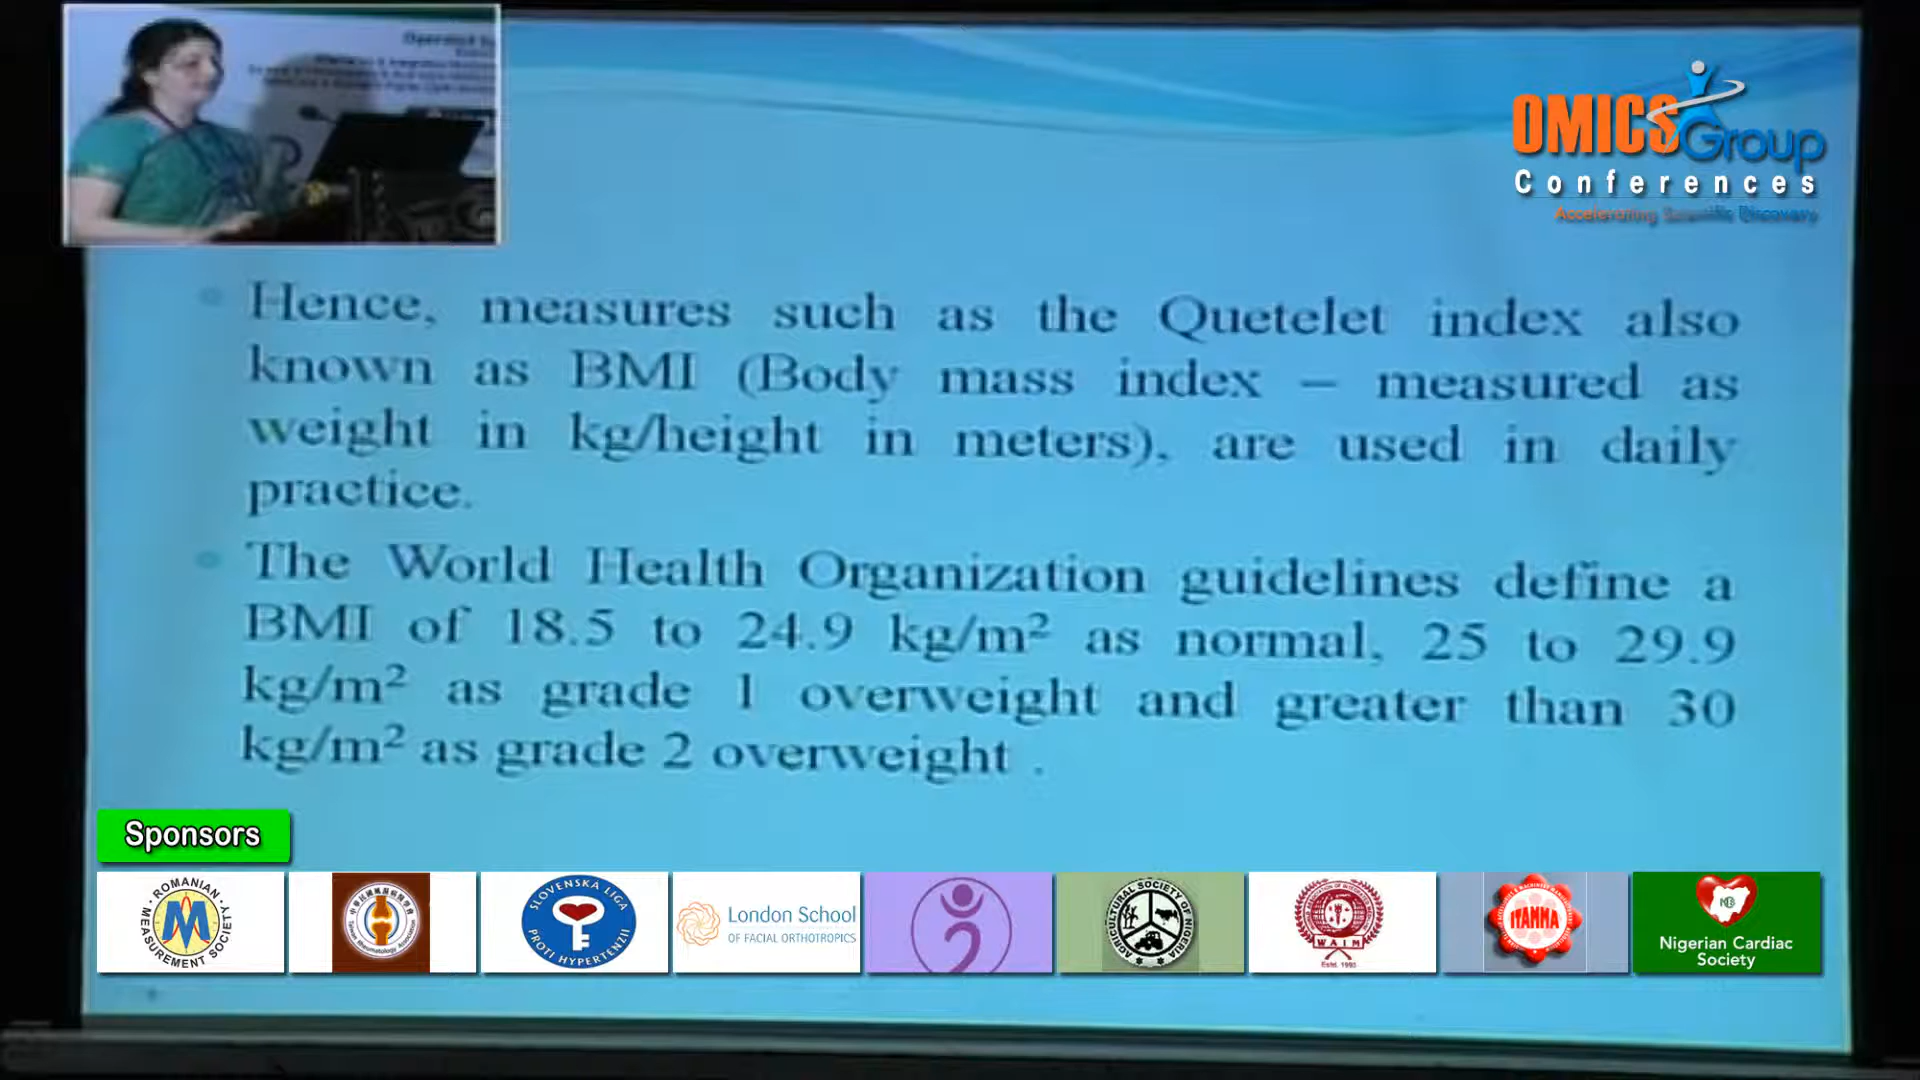 OMICS Group
Conferences
Accelerating Scientific Discovery
Hence, measures such as the Quetelet index also
known as BMI (Body mass index – measured as
weight in kg/height in meters), are used in daily
practice.
The World Health Organization guidelines define a
BMI of 18.5 to 24.9 kg/m² as normal, 25 to 29.9
kg/m² as grade 1 overweight and greater than 30
kg/m² as grade 2 overweight .
Sponsors
ROMANIAN
MEASUREMENT SOCIETY
SLOVENSKA LIGA
PROTI HYPERTENZII
London School
OF FACIAL ORTHOTROPICS
AGRICULTURAL SOCIETY OF NIGERIA
WAIM
Estd. 1995
ITAMMA
Nigerian Cardiac
Society